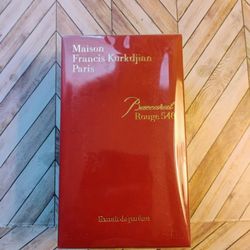 Maison
Francis Kurkdjian
Paris
Baccarat
Rouge 540
Extrait de parfum